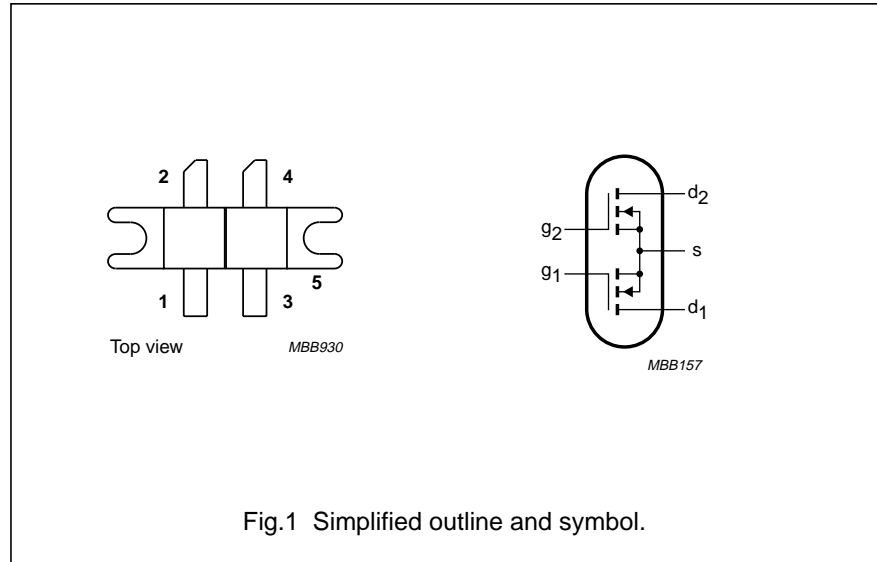 2 4
1 3
5
Top view MBB930
d2
g2
s
g1
d1
MBB157
Fig.1 Simplified outline and symbol.